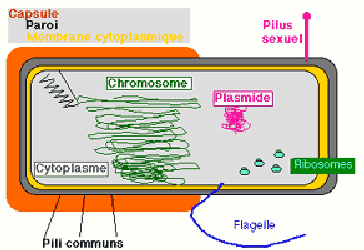 Capsule
Paroi
Membrane cytoplasmique
Pilus
sexuel
Chromosome
Plasmide
Cytoplasme
Ribosomes
Flagelle
Pili communs